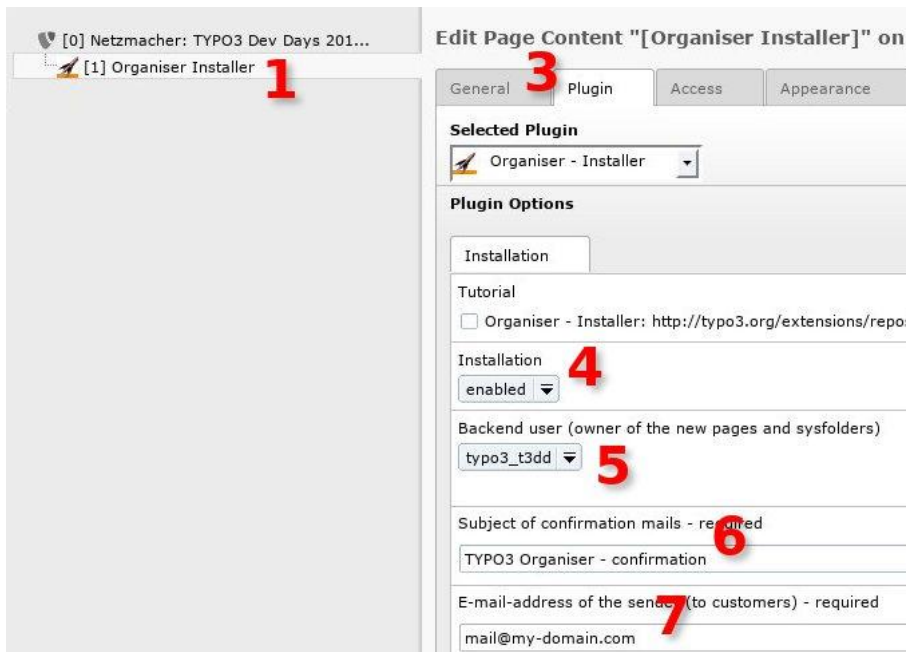 [0] Netzmacher: TYPO3 Dev Days 201...
[1] Organiser Installer
1
Edit Page Content "[Organiser Installer]" on
3
General Plugin Access Appearance
Selected Plugin
Organiser - Installer
Plugin Options
Installation
Tutorial
Organiser - Installer: http://typo3.org/extensions/repos
Installation
4
enabled
Backend user (owner of the new pages and sysfolders)
typo3_t3dd
5
Subject of confirmation mails - required
6
TYPO3 Organiser - confirmation
E-mail-address of the sender (to customers) - required
7
mail@my-domain.com